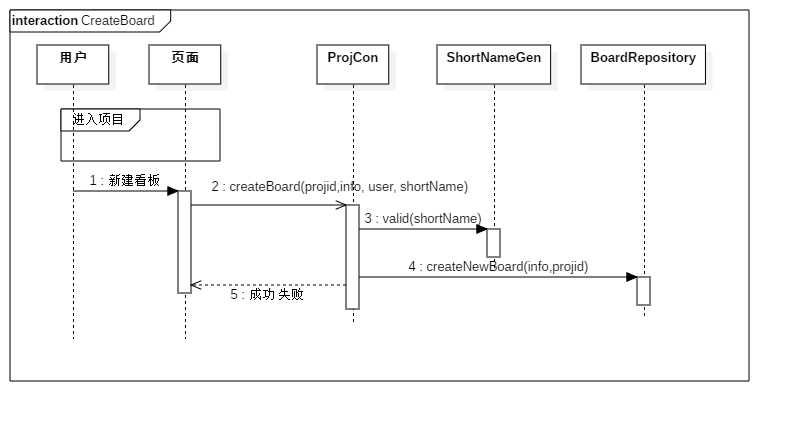 interaction CreateBoard
用户
页面
ProjCon
ShortNameGen
BoardRepository
进入项目
1 : 新建看板
2 : createBoard(projid,info, user, shortName)
3 : valid(shortName)
4 : createNewBoard(info,projid)
5 : 成功 失败